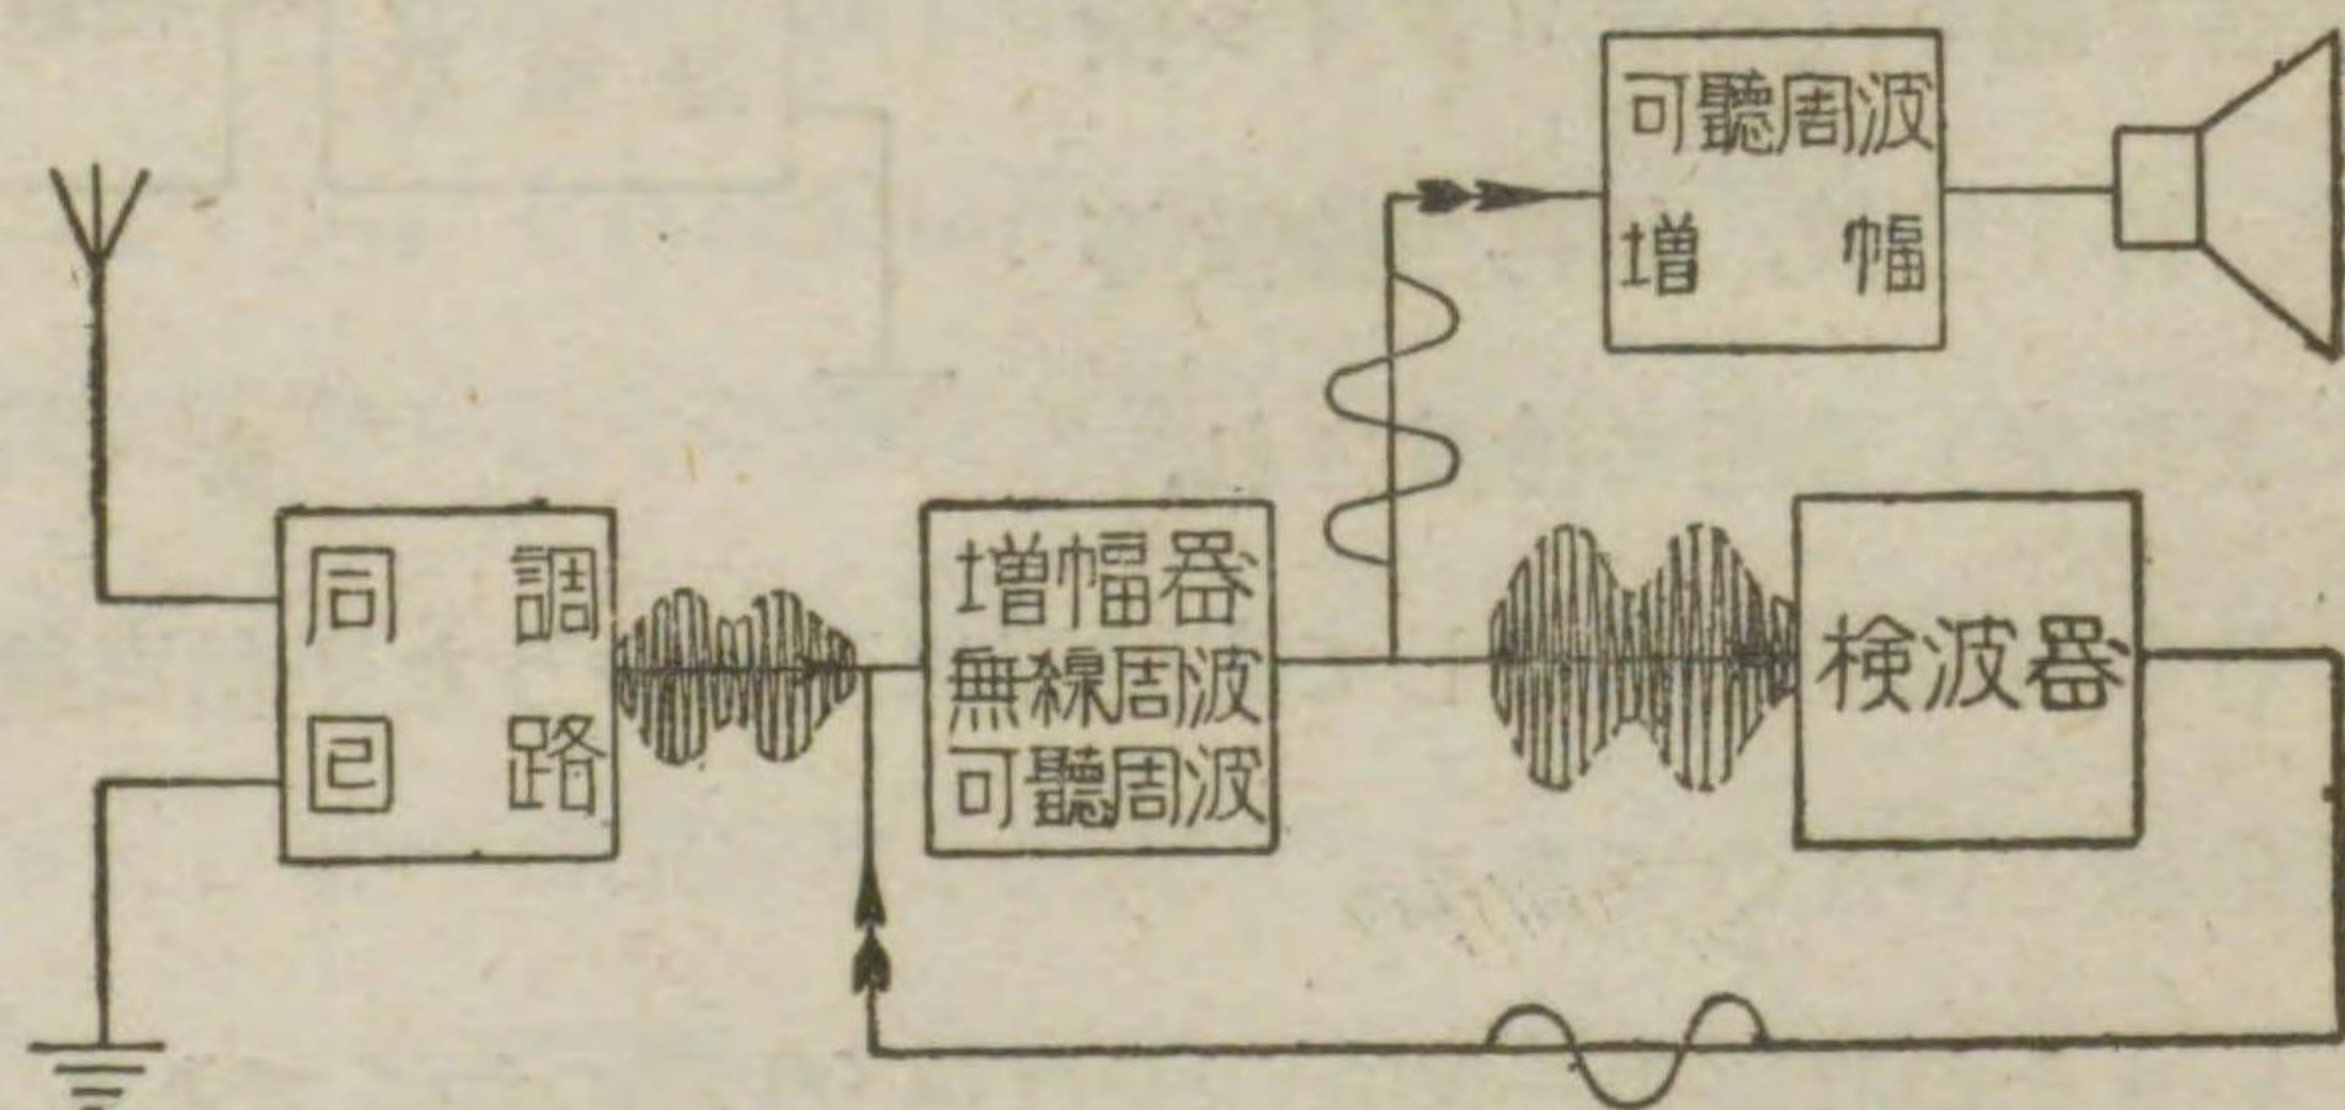 可聽周波
増幅
同調
回路
増幅器
無線周波
可聽周波
検波器